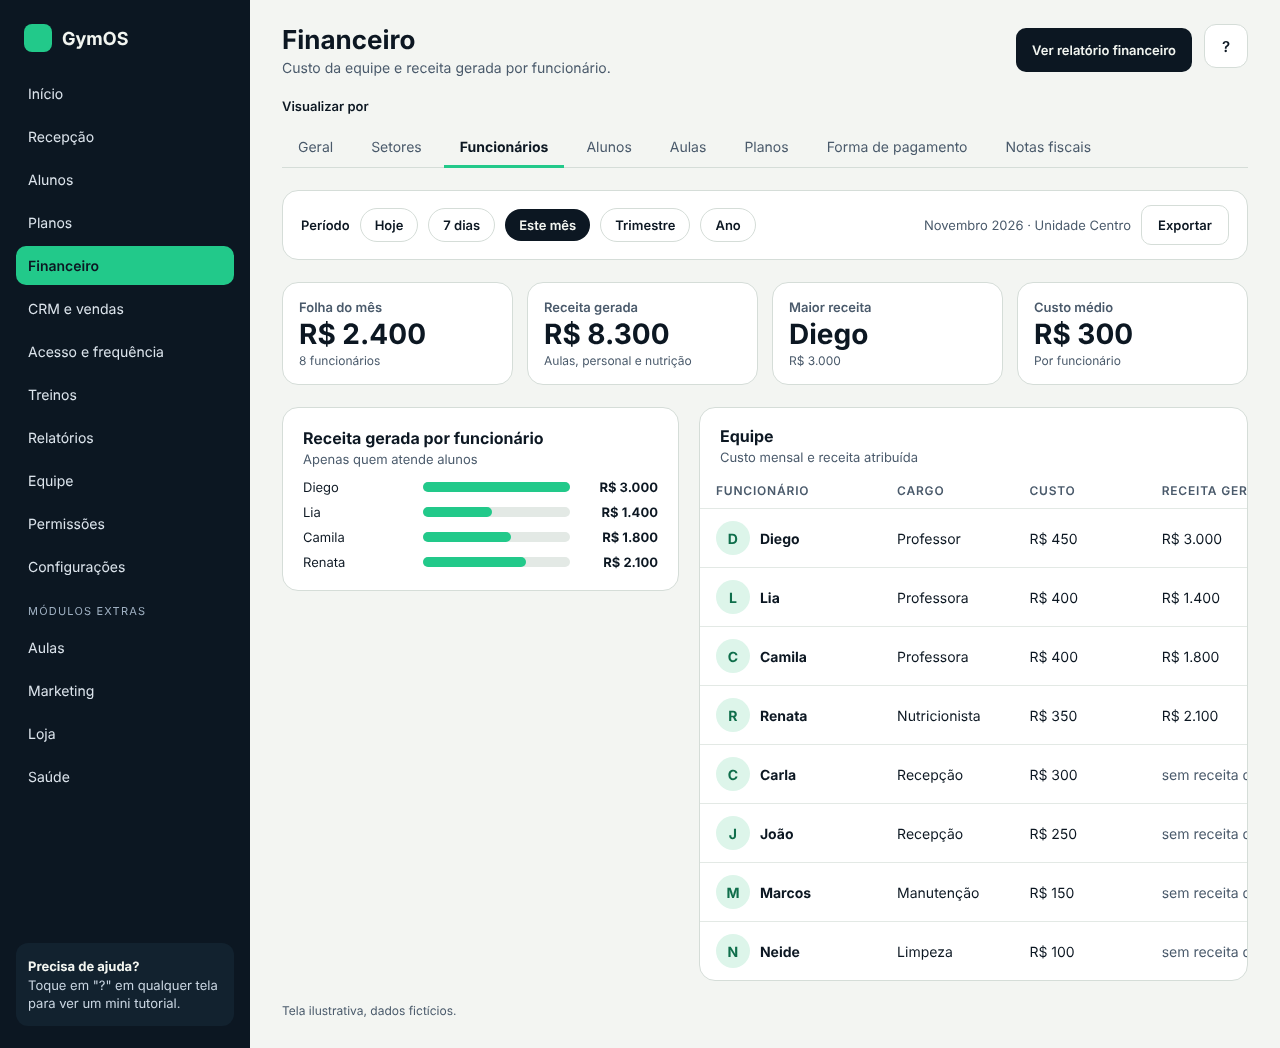 GymOS
Início
Recepção
Alunos
Planos
Financeiro
CRM e vendas
Acesso e frequência
Treinos
Relatórios
Equipe
Permissões
Configurações
MÓDULOS EXTRAS
Aulas
Marketing
Loja
Saúde
Precisa de ajuda?
Toque em "?" em qualquer tela
para ver um mini tutorial.
Financeiro
Custo da equipe e receita gerada por funcionário.
Ver relatório financeiro
?
Visualizar por
Geral Setores Funcionários Alunos Aulas Planos Forma de pagamento Notas fiscais
Período Hoje 7 dias Este mês Trimestre Ano Novembro 2026 · Unidade Centro Exportar
Folha do mês
R$ 2.400
8 funcionários
Receita gerada
R$ 8.300
Aulas, personal e nutrição
Maior receita
Diego
R$ 3.000
Custo médio
R$ 300
Por funcionário
Receita gerada por funcionário
Apenas quem atende alunos
Diego R$ 3.000
Lia R$ 1.400
Camila R$ 1.800
Renata R$ 2.100
Equipe
Custo mensal e receita atribuída
FUNCIONÁRIO CARGO CUSTO RECEITA GER
D Diego Professor R$ 450 R$ 3.000
L Lia Professora R$ 400 R$ 1.400
C Camila Professora R$ 400 R$ 1.800
R Renata Nutricionista R$ 350 R$ 2.100
C Carla Recepção R$ 300 sem receita
J João Recepção R$ 250 sem receita
M Marcos Manutenção R$ 150 sem receita
N Neide Limpeza R$ 100 sem receita
Tela ilustrativa, dados fictícios.